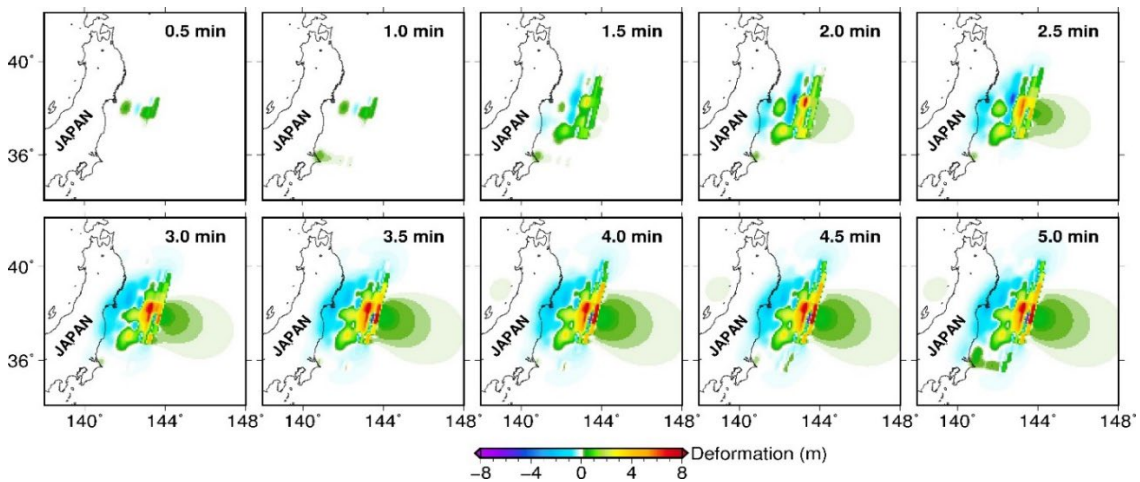 0.5 min 1.0 min 1.5 min 2.0 min 2.5 min
40°
JAPAN JAPAN JAPAN JAPAN JAPAN
36°
3.0 min 3.5 min 4.0 min 4.5 min 5.0 min
40°
JAPAN JAPAN JAPAN JAPAN JAPAN
36°
140° 144° 148° 140° 144° 148° 140° 144° 148° 140° 144° 148° 140° 144° 148°
Deformation (m)
−8 −4 0 4 8